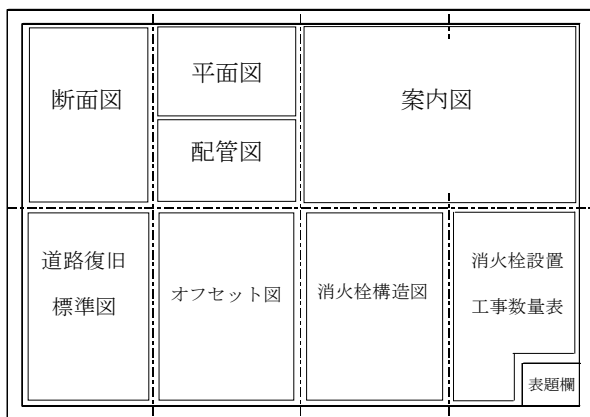 断面図
平面図
配管図
案内図
道路復旧
標準図
オフセット図
消火栓構造図
消火栓設置
工事数量表
表題欄